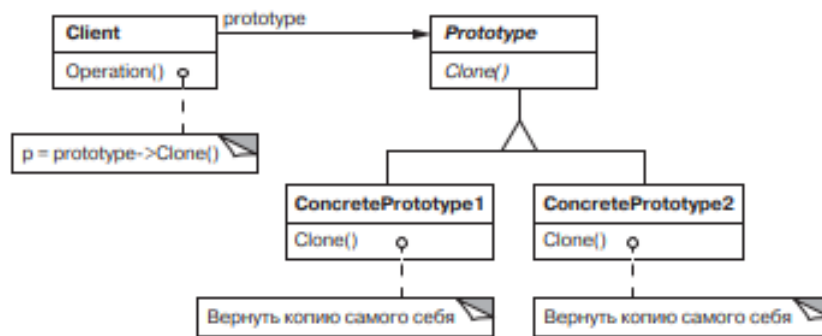 prototype
Client
Prototype
Operation()
Clone()
p = prototype->Clone()
ConcretePrototype1
ConcretePrototype2
Clone()
Clone()
Вернуть копию самого себя
Вернуть копию самого себя